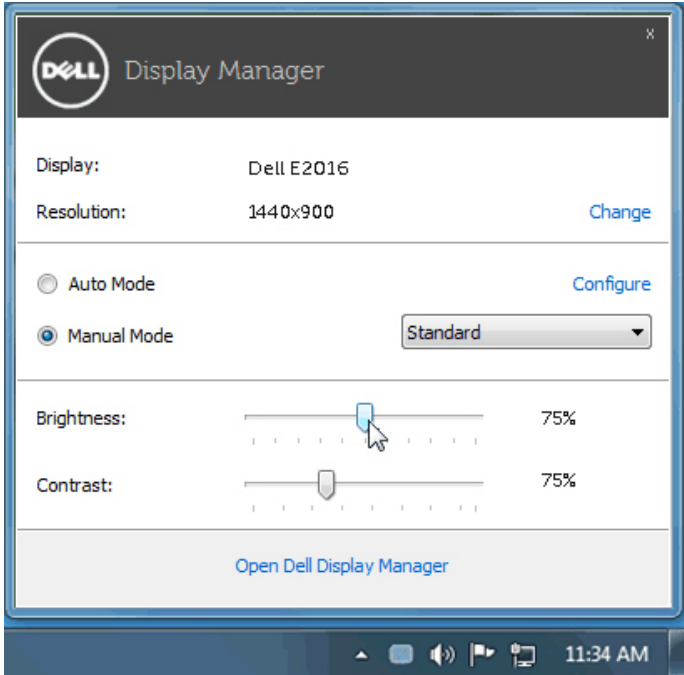 DELL Display Manager x
Display: Dell E2016
Resolution: 1440x900 Change
Auto Mode Configure
Manual Mode Standard
Brightness: 75%
Contrast: 75%
Open Dell Display Manager
11:34 AM